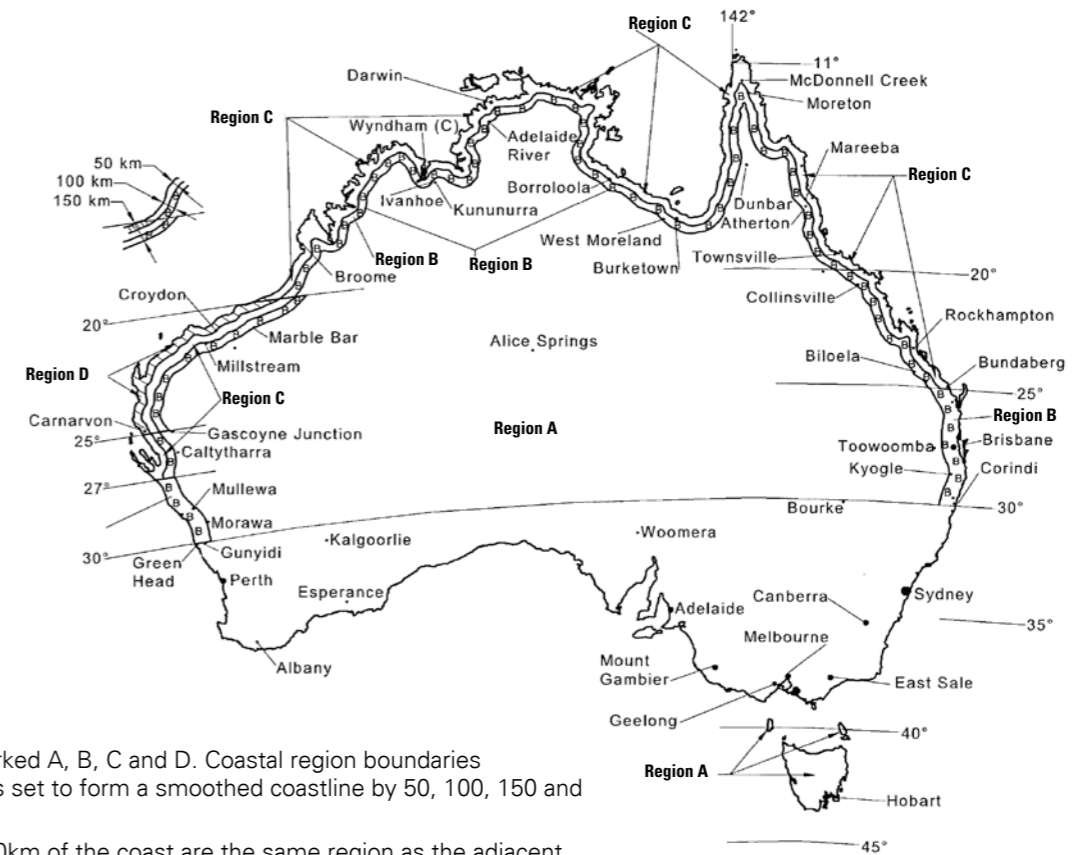 Region C
142°
11°
McDonnell Creek
Moreton
Darwin
Region C
Wyndham (C)
Adelaide
River
Mareeba
50 km
100 km
150 km
Region C
Ivanhoe
Borroloola
Kununurra
Dunbar
Atherton
West Moreland
Region B
Region B
Townsville
Broome
Burketown
20°
Croydon
Collinsville
20°
Rockhampton
Marble Bar
Alice Springs
Biloela
Bundaberg
Millstream
Region D
Region C
25°
Carnarvon
Region A
Region B
25°
Gascoyne Junction
Toowoomba
Brisbane
Caltytharra
Kyogle
Corindi
27°
Mullewa
Bourke
30°
Morawa
Woomera
30°
Gunyidi
Kalgoorlie
Green
Head
Perth
Esperance
Canberra
Sydney
Adelaide
35°
Melbourne
Albany
Mount
Gambier
East Sale
Geelong
40°
Region A
Hobart
45°
rked A, B, C and D. Coastal region boundaries
s set to form a smoothed coastline by 50, 100, 150 and
0km of the coast are the same region as the adjacent
B B B B B B B B B B B B B B B B B B B B B B B B B B B B B B B B B B B B B B B B B B B B B B B B B B B B B B B B B B